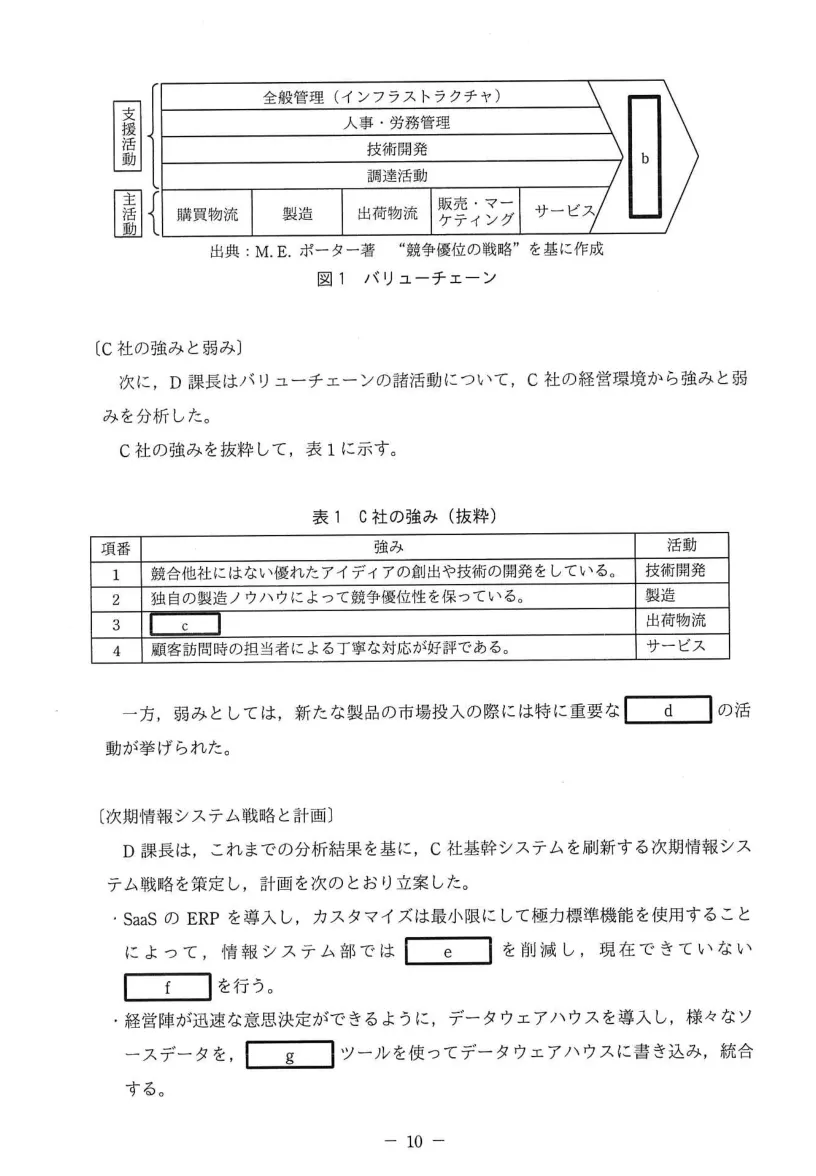 支援活動
全般管理（インフラストラクチャ）
人事・労務管理
技術開発
調達活動
主活動
購買物流
製造
出荷物流
販売・マー
ケティング
サービス
b
出典：M. E. ポーター著　“競争優位の戦略”を基に作成
図1　バリューチェーン
〔C 社の強みと弱み〕
次に，D 課長はバリューチェーンの諸活動について，C 社の経営環境から強みと弱
みを分析した。
C 社の強みを抜粋して，表 1 に示す。
表 1　C 社の強み（抜粋）
項番　強み　活動
1　競合他社にはない優れたアイディアの創出や技術の開発をしている。　技術開発
2　独自の製造ノウハウによって競争優位性を保っている。　製造
3　c　出荷物流
4　顧客訪問時の担当者による丁寧な対応が好評である。　サービス
一方，弱みとしては，新たな製品の市場投入の際には特に重要な d の活
動が挙げられた。
〔次期情報システム戦略と計画〕
D 課長は，これまでの分析結果を基に，C 社基幹システムを刷新する次期情報シス
テム戦略を策定し，計画を次のとおり立案した。
・SaaS の ERP を導入し，カスタマイズは最小限にして極力標準機能を使用すること
によって，情報システム部では e を削減し，現在できていない
f を行う。
・経営陣が迅速な意思決定ができるように，データウェアハウスを導入し，様々なソ
ースデータを， g ツールを使ってデータウェアハウスに書き込み，統合
する。
－ 10 －